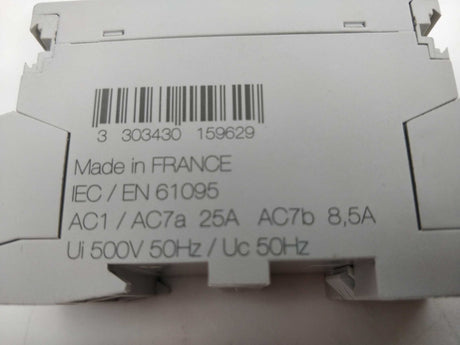 3 303430 159629
Made in FRANCE
IEC / EN 61095
AC1 / AC7a 25A AC7b 8,5A
Ui 500V 50Hz / Uc 50Hz